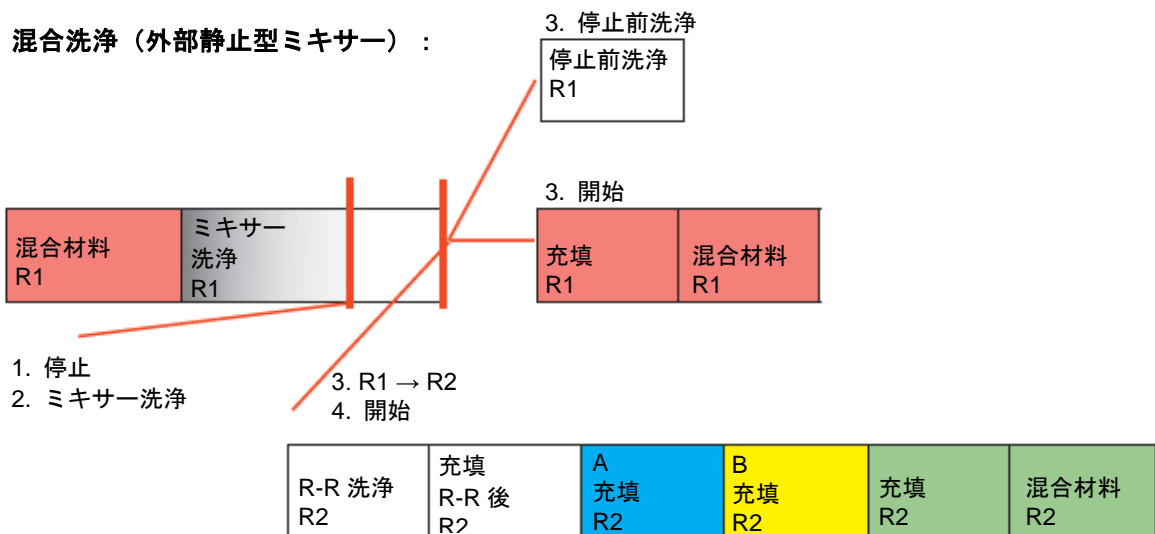 混合洗浄（外部静止型ミキサー）：
3. 停止前洗浄
停止前洗浄
R1
3. 開始
混合材料
R1
ミキサー
洗浄
R1
充填
R1
混合材料
R1
1. 停止
2. ミキサー洗浄
3. R1 → R2
4. 開始
R-R 洗浄
R2
充填
R-R 後
R2
A
充填
R2
B
充填
R2
充填
R2
混合材料
R2